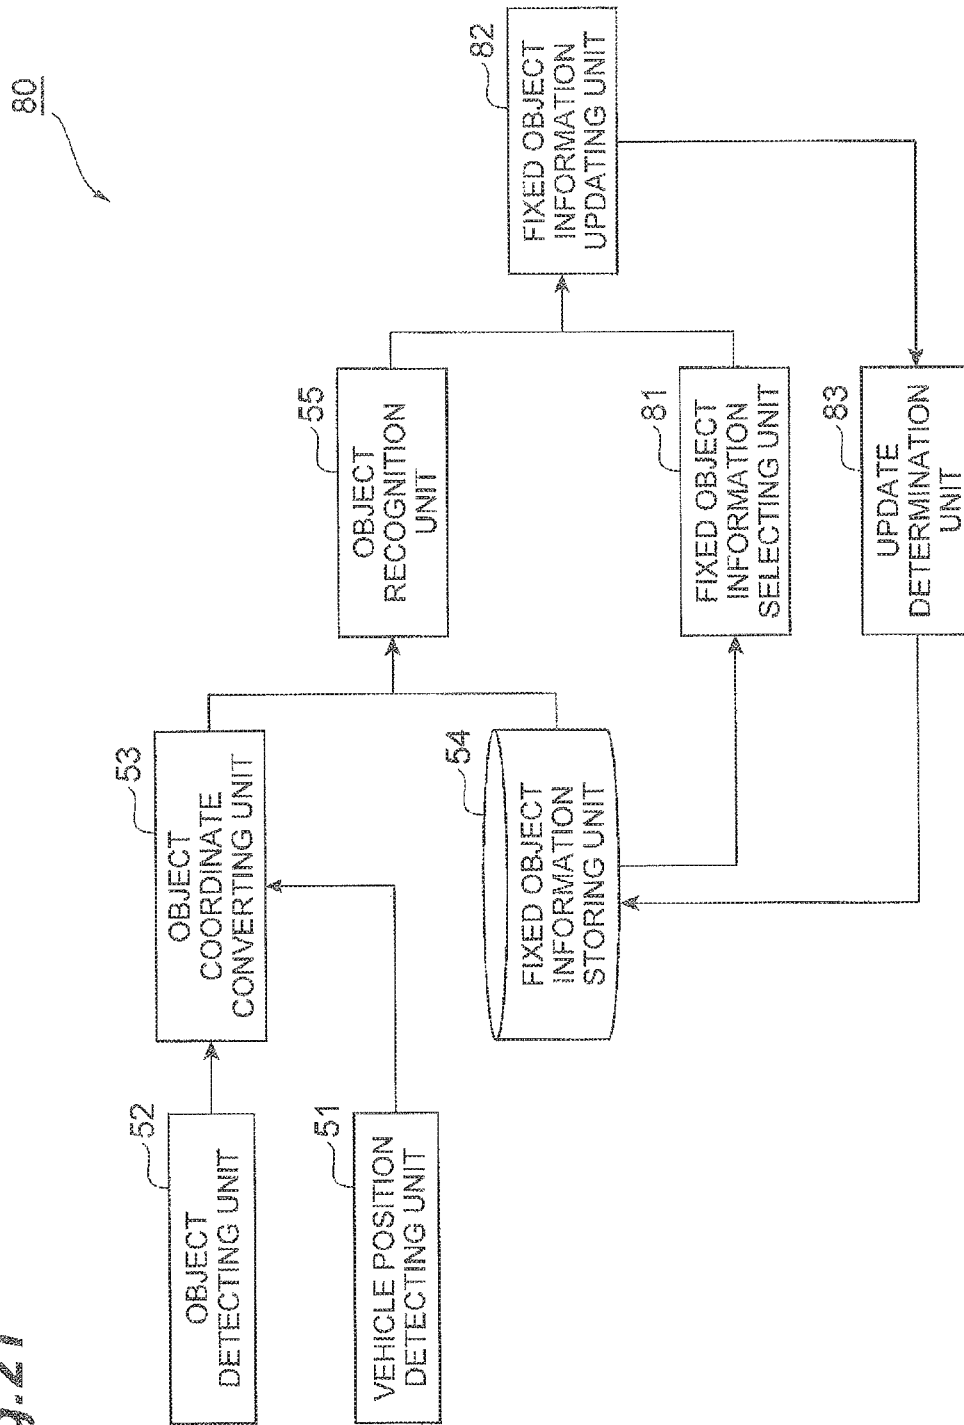 80
52
OBJECT
DETECTING UNIT
51
VEHICLE POSITION
DETECTING UNIT
53
OBJECT
COORDINATE
CONVERTING UNIT
54
FIXED OBJECT
INFORMATION
STORING UNIT
55
OBJECT
RECOGNITION
UNIT
81
FIXED OBJECT
INFORMATION
SELECTING UNIT
82
FIXED OBJECT
INFORMATION
UPDATING UNIT
83
UPDATE
DETERMINATION
UNIT